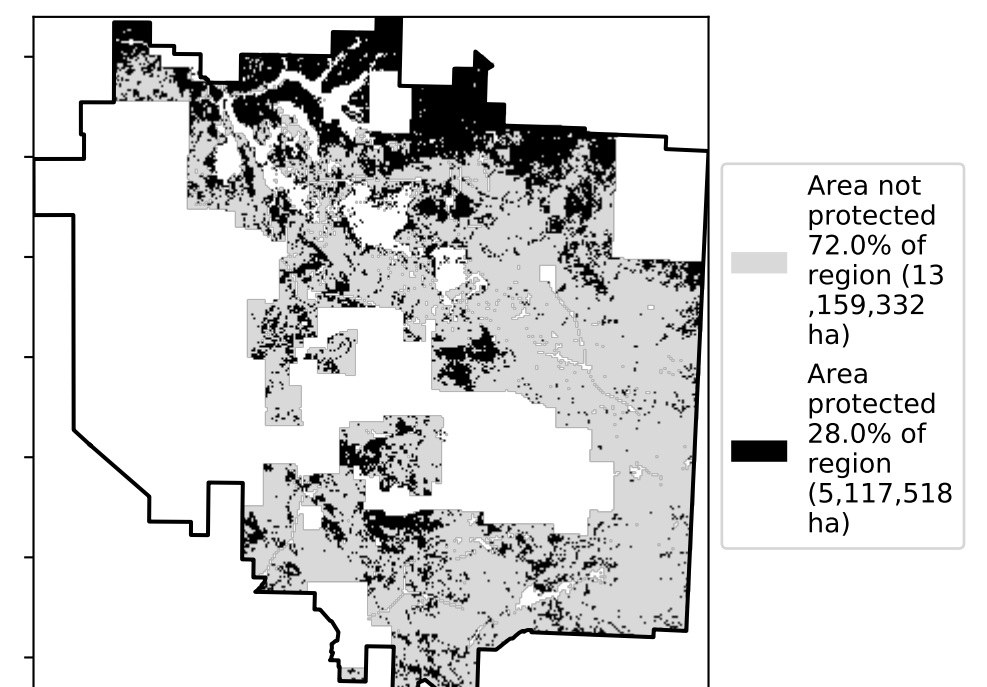 Area not
protected
72.0% of
region (13
,159,332
ha)
Area
protected
28.0% of
region
(5,117,518
ha)